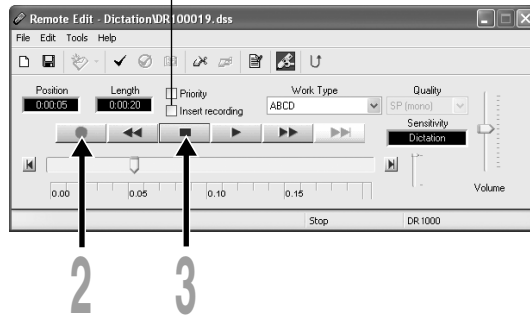 Remote Edit - Dictation\DR100019.dss
File Edit Tools Help
Position Length Priority Work Type Quality
0:00:05 0:00:20 Insert recording ABCD SP (mono)
Sensitivity
Dictation
Volume
0.00 0.05 0.10 0.15
Stop DR1000
2 3